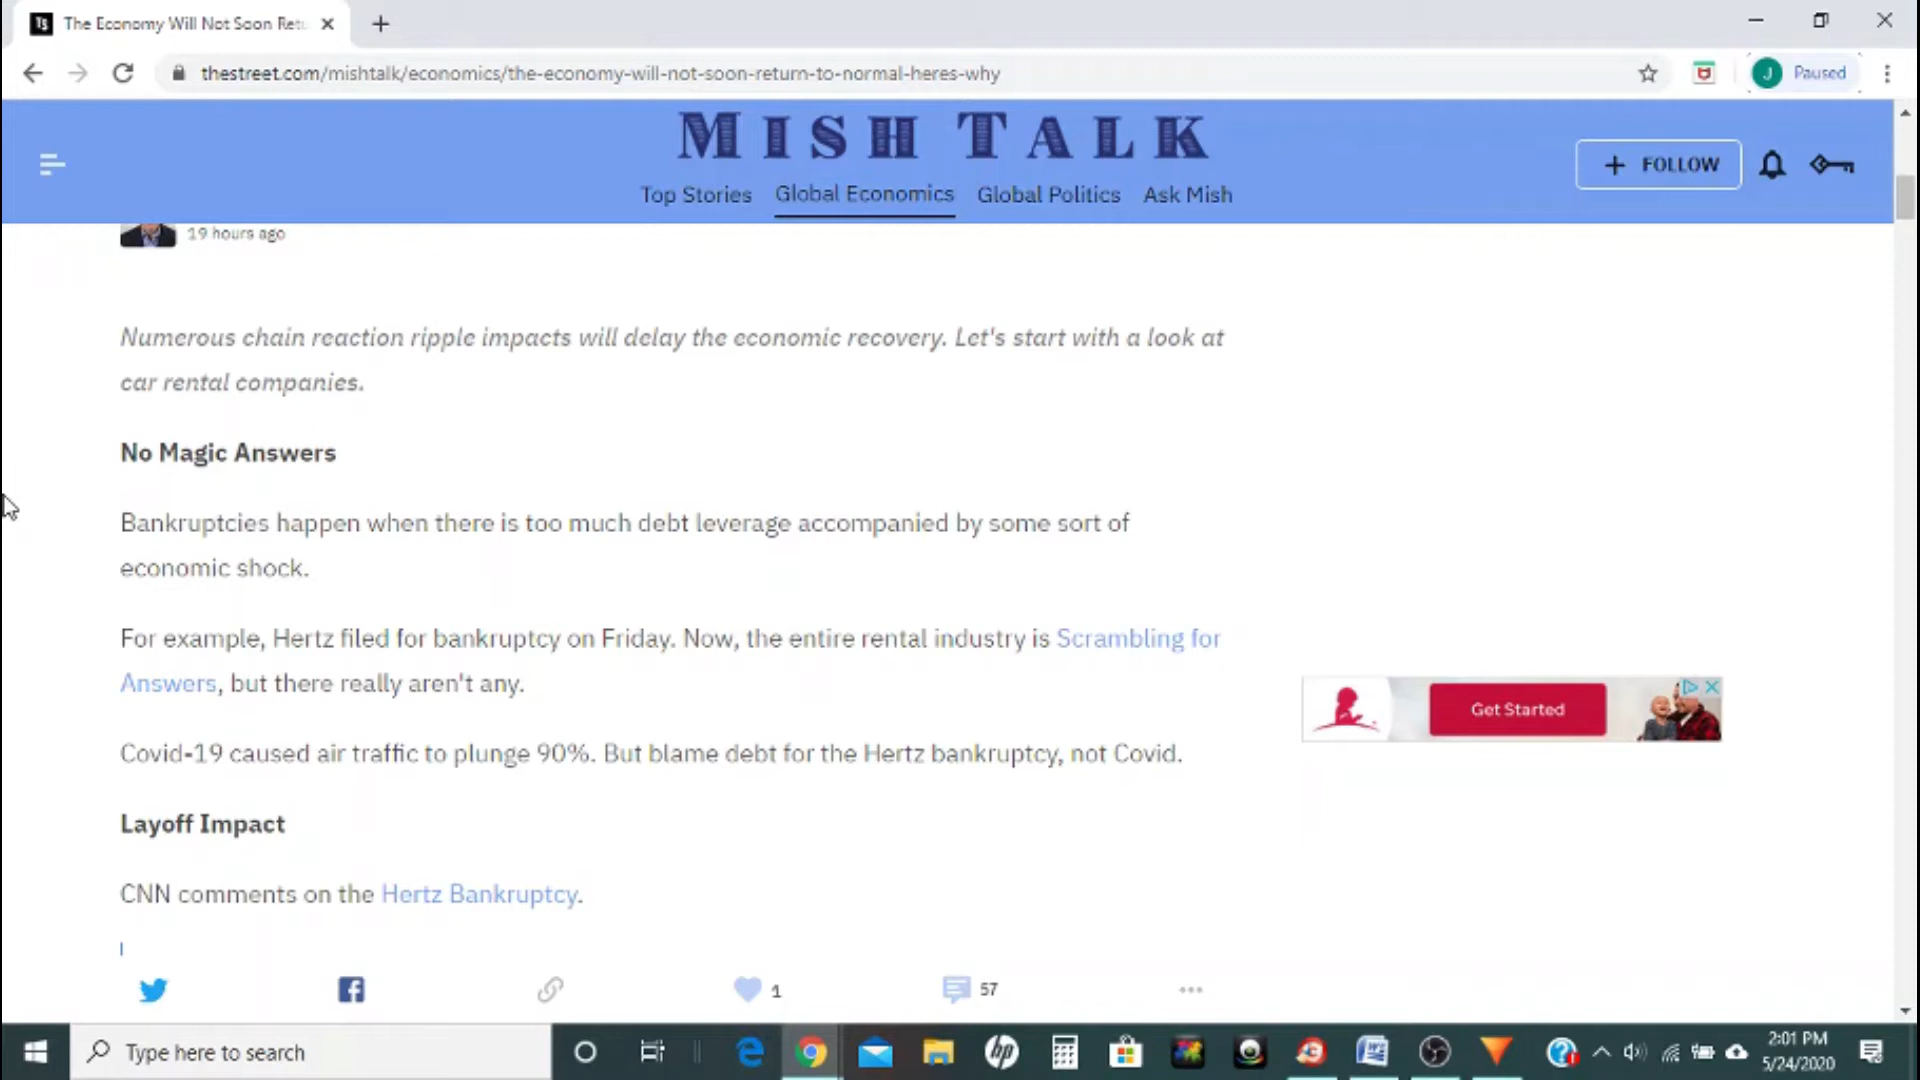 The Economy Will Not Soon Retu
thestreet.com/mishtalk/economics/the-economy-will-not-soon-return-to-normal-heres-why
J Paused
MISH TALK
Top Stories Global Economics Global Politics Ask Mish
+ FOLLOW
19 hours ago
Numerous chain reaction ripple impacts will delay the economic recovery. Let's start with a look at
car rental companies.
No Magic Answers
Bankruptcies happen when there is too much debt leverage accompanied by some sort of
economic shock.
For example, Hertz filed for bankruptcy on Friday. Now, the entire rental industry is Scrambling for
Answers, but there really aren't any.
Get Started
Covid-19 caused air traffic to plunge 90%. But blame debt for the Hertz bankruptcy, not Covid.
Layoff Impact
CNN comments on the Hertz Bankruptcy.
1
57
Type here to search
hp
2:01 PM
5/24/2020